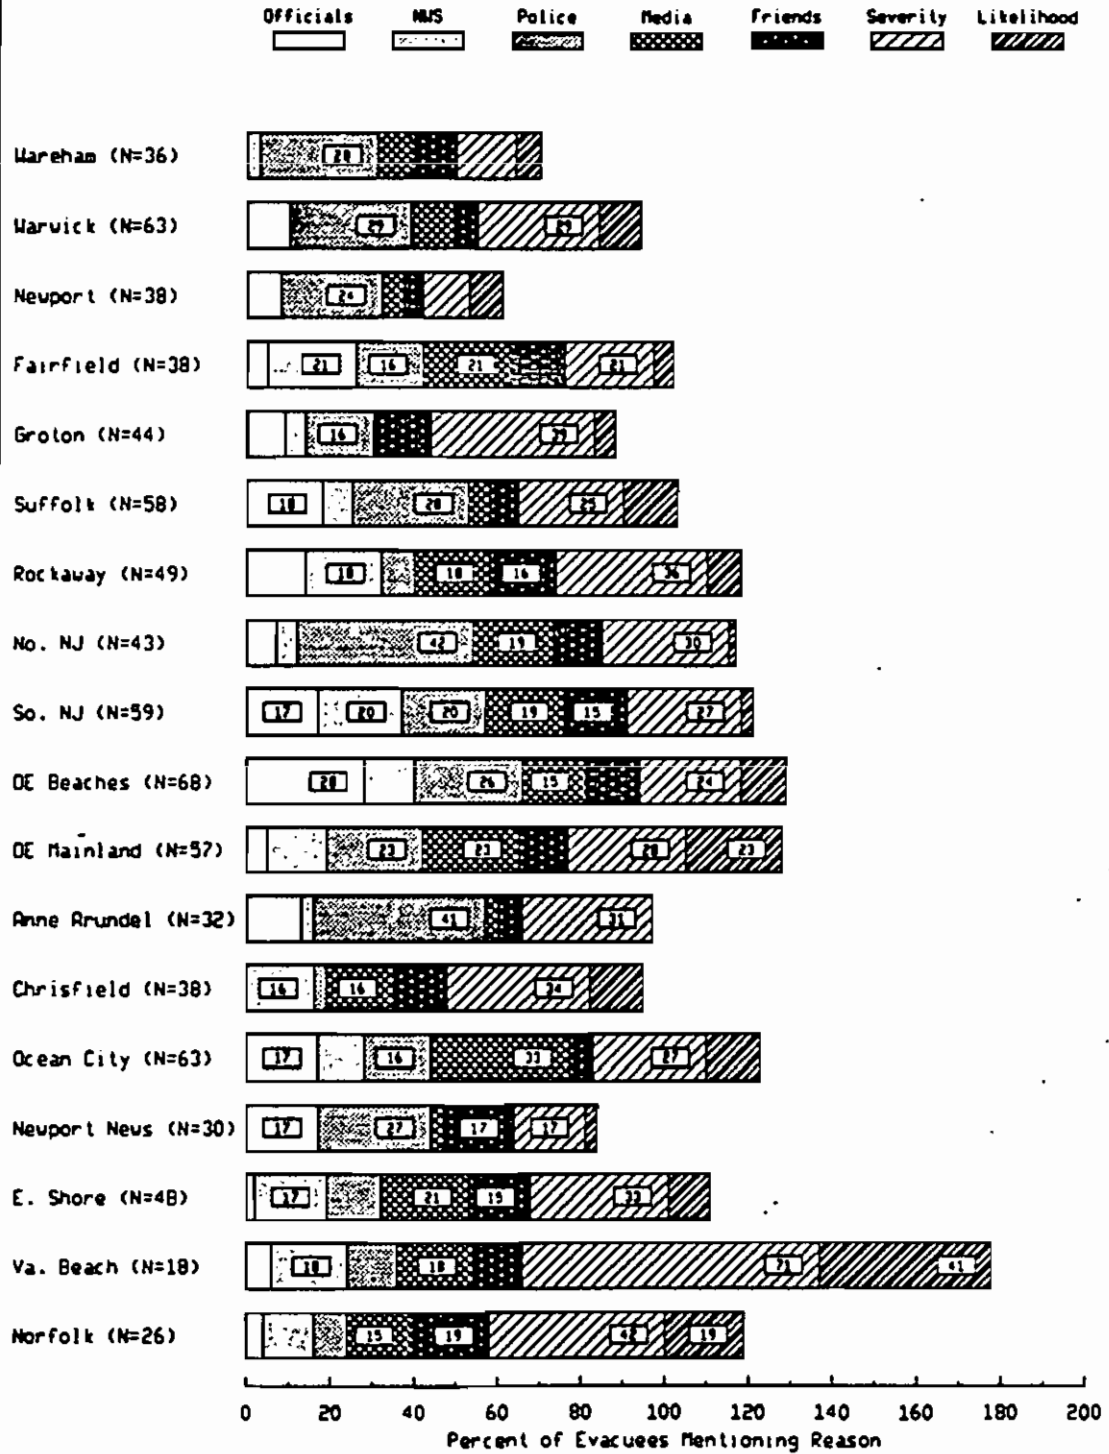 Officials NWS Police Media Friends Severity Likelihood
Wareham (N=36) 28
Warwick (N=63) 29 29
Newport (N=38) 24
Fairfield (N=38) 21 16 21 21
Groton (N=44) 16 39
Suffolk (N=58) 18 28 25
Rockaway (N=49) 18 18 16 36
No. NJ (N=43) 42 19 30
So. NJ (N=59) 17 20 20 19 15 27
DE Beaches (N=68) 28 26 15 24
DE Mainland (N=57) 23 23 28 23
Anne Arundel (N=32) 41 31
Chrisfield (N=38) 16 16 34
Ocean City (N=63) 17 16 33 27
Newport News (N=30) 17 27 17 17
E. Shore (N=48) 17 21 15 33
Va. Beach (N=18) 18 18 71 41
Norfolk (N=26) 15 19 42 19
0 20 40 60 80 100 120 140 160 180 200
Percent of Evacuees Mentioning Reason